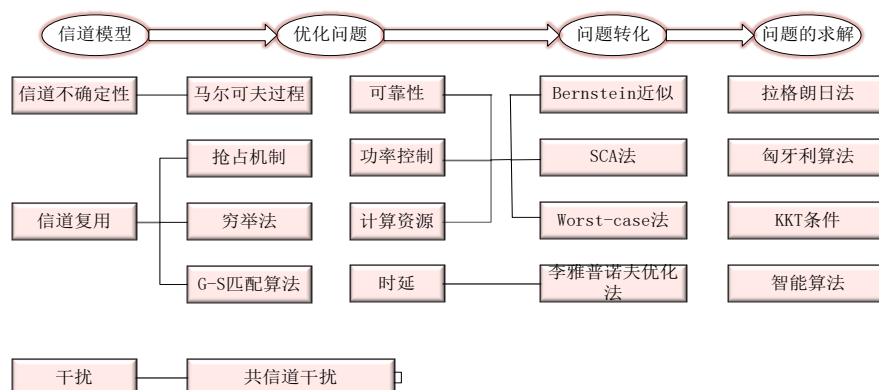 信道模型
优化问题
问题转化
问题的求解
信道不确定性
马尔可夫过程
可靠性
Bernstein近似
拉格朗日法
抢占机制
功率控制
SCA法
匈牙利算法
信道复用
穷举法
计算资源
Worst-case法
KKT条件
G-S匹配算法
时延
李雅普诺夫优化
法
智能算法
干扰
共信道干扰